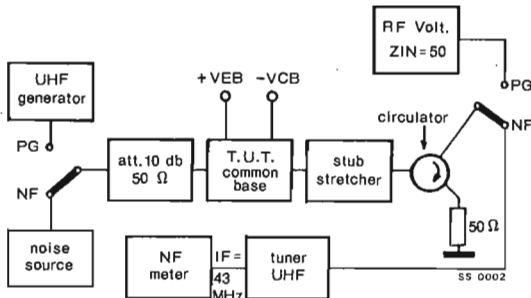 RF Volt.
ZIN=50
UHF
generator
+VEB
-VCB
PG
circulator
PG
NF
att.10 db
50 Ω
T.U.T.
common
base
stub
stretcher
NF
50 Ω
noise
source
NF
meter
IF=
43
MHz
tuner
UHF
SS 0002